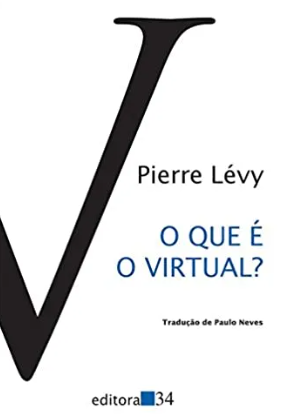 V
Pierre Lévy
O QUE É
O VIRTUAL?
Tradução de Paulo Neves
editora 34